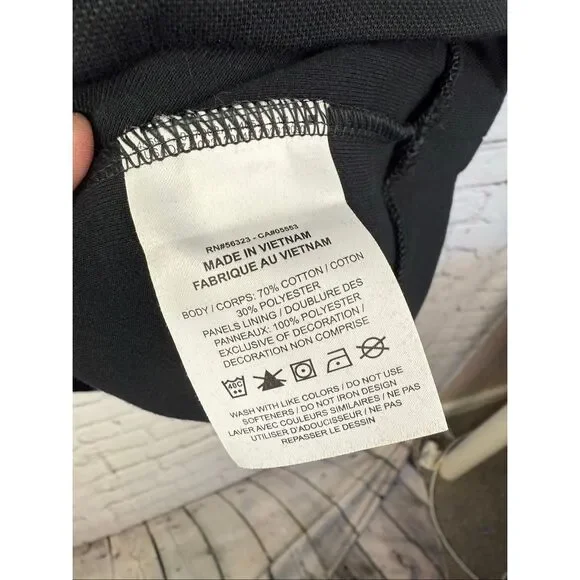 RN#56323 - CA#05553
MADE IN VIETNAM
FABRIQUE AU VIETNAM
BODY / CORPS: 70% COTTON / COTON
30% POLYESTER
PANELS LINING / DOUBLURE DES
PANNEAUX: 100% POLYESTER
EXCLUSIVE OF DECORATION /
DECORATION NON COMPRISE
WASH WITH LIKE COLORS / DO NOT USE
SOFTENERS / DO NOT IRON DESIGN
LAVER AVEC COULEURS SIMILAIRES / NE PAS
UTILISER D'ADOUCISSANT / NE PAS
REPASSER LE DESSIN